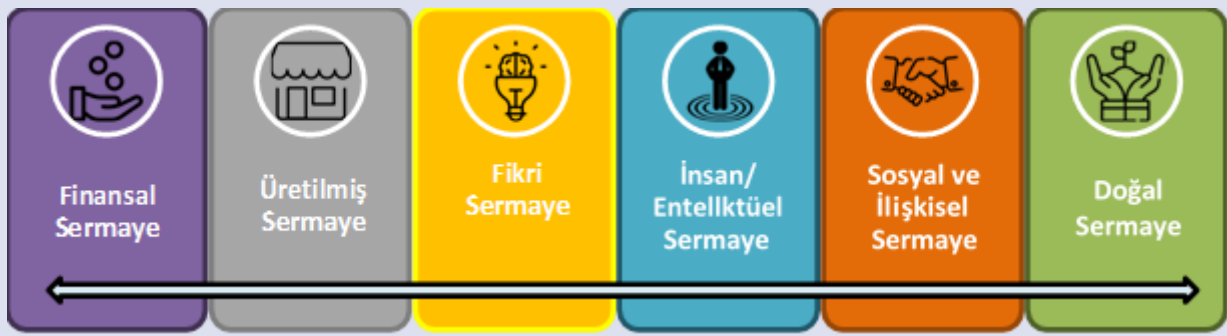 Finansal
Sermaye
Üretilmiş
Sermaye
Fikri
Sermaye
İnsan/
Entellktüel
Sermaye
Sosyal ve
İlişkisel
Sermaye
Doğal
Sermaye